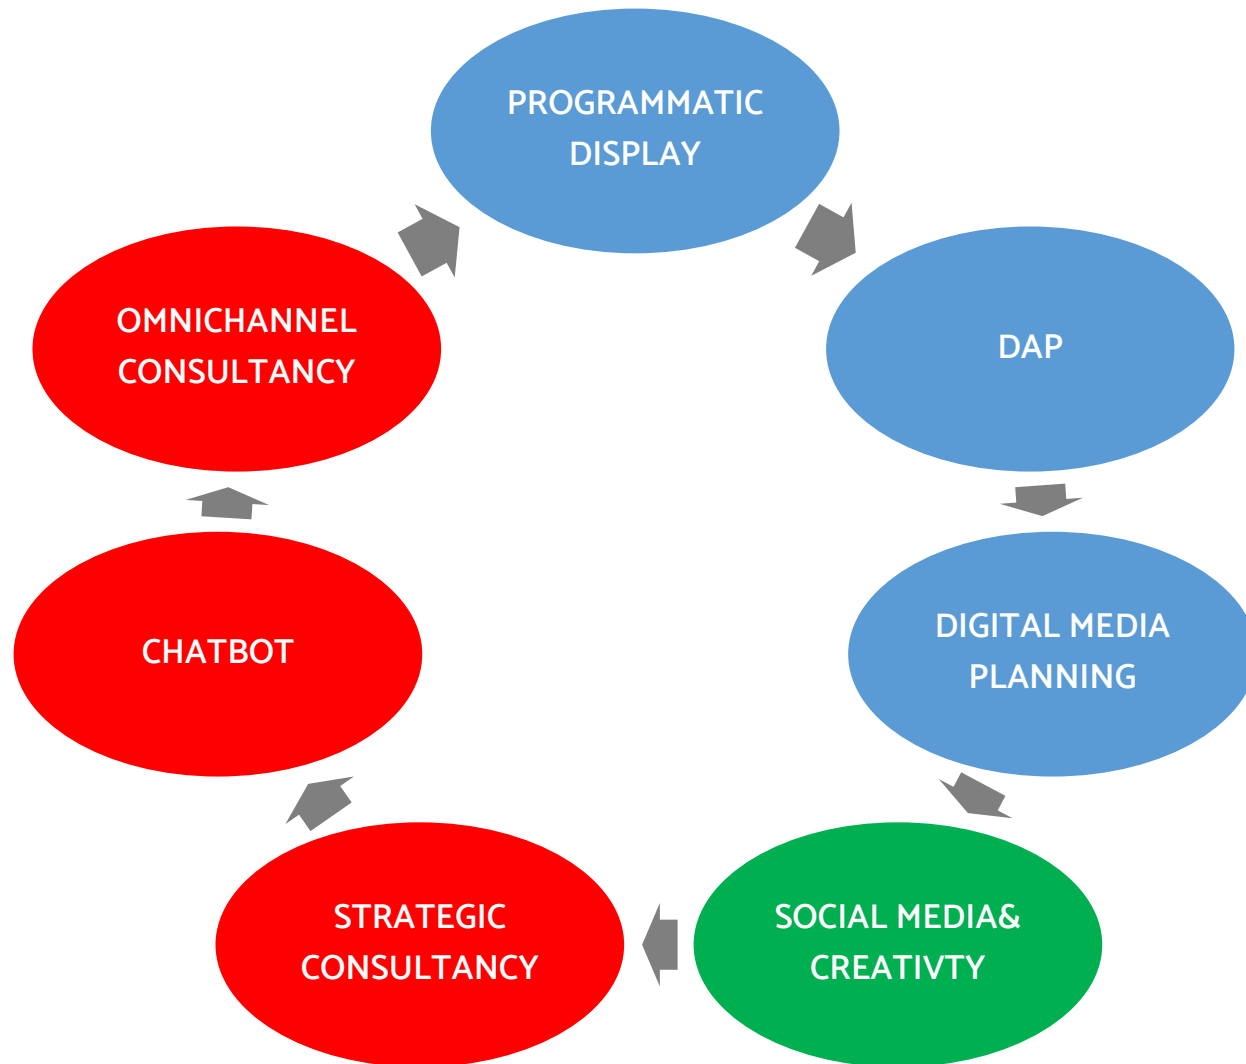 PROGRAMMATIC
DISPLAY
DAP
DIGITAL MEDIA
PLANNING
SOCIAL MEDIA&
CREATIVTY
STRATEGIC
CONSULTANCY
CHATBOT
OMNICHANNEL
CONSULTANCY